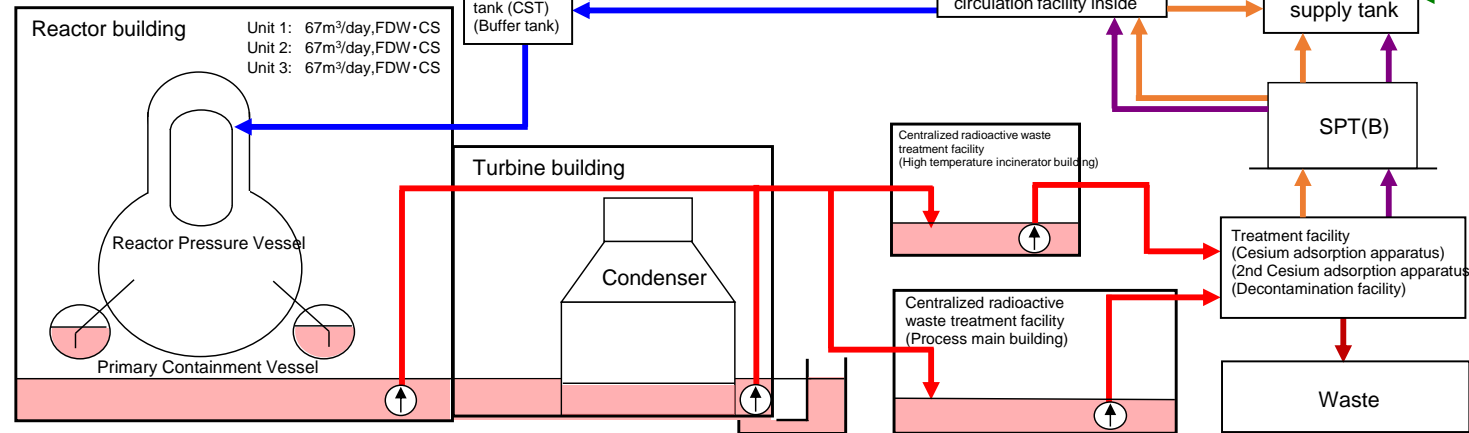 tank (CST)
(Buffer tank)
circulation facility inside
supply tank
Reactor building
Unit 1: 67m³/day,FDW・CS
Unit 2: 67m³/day,FDW・CS
Unit 3: 67m³/day,FDW・CS
SPT(B)
Centralized radioactive waste
treatment facility
(High temperature incinerator building)
Turbine building
Reactor Pressure Vessel
Condenser
Treatment facility
(Cesium adsorption apparatus)
(2nd Cesium adsorption apparatus
(Decontamination facility)
Centralized radioactive
waste treatment facility
(Process main building)
Primary Containment Vessel
Waste